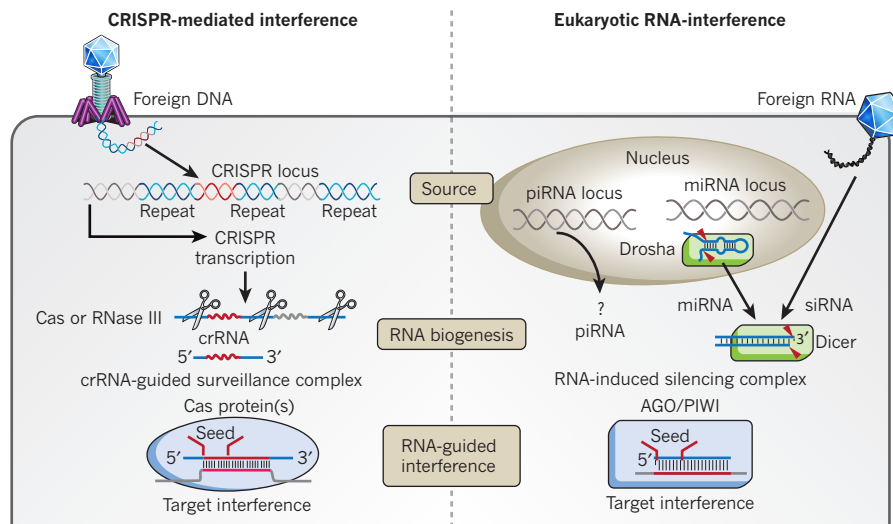 CRISPR-mediated interference
Eukaryotic RNA-interference
Foreign DNA
CRISPR locus
Repeat Repeat Repeat
CRISPR
transcription
Cas or RNase III
crRNA
5′ 3′
crRNA-guided surveillance complex
Cas protein(s)
Seed
5′ 3′
Target interference
Source
RNA biogenesis
RNA-guided
interference
Foreign RNA
Nucleus
piRNA locus
miRNA locus
Drosha
?
piRNA
miRNA
siRNA
3′
Dicer
RNA-induced silencing complex
AGO/PIWI
Seed
5′
Target interference